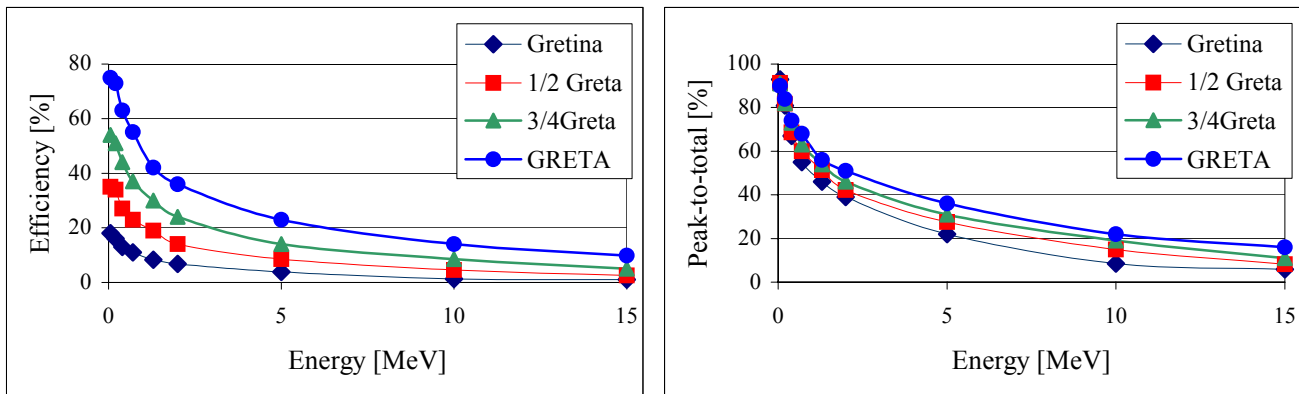 Gretina
1/2 Greta
3/4Greta
GRETA
Efficiency [%]
80
60
40
20
0
0 5 10 15
Energy [MeV]
Gretina
1/2 Greta
3/4Greta
GRETA
Peak-to-total [%]
100
80
60
40
20
0
0 5 10 15
Energy [MeV]